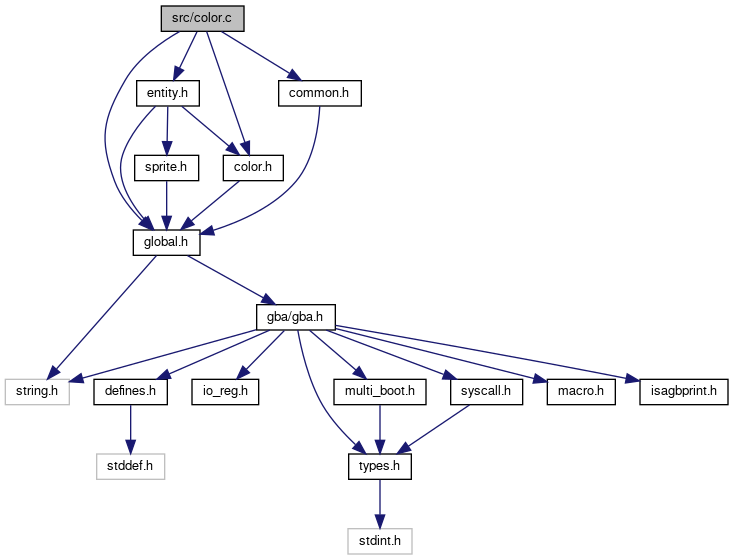 src/color.c
entity.h
common.h
sprite.h
color.h
global.h
gba/gba.h
string.h
defines.h
io_reg.h
multi_boot.h
syscall.h
macro.h
isagbprint.h
stddef.h
types.h
stdint.h